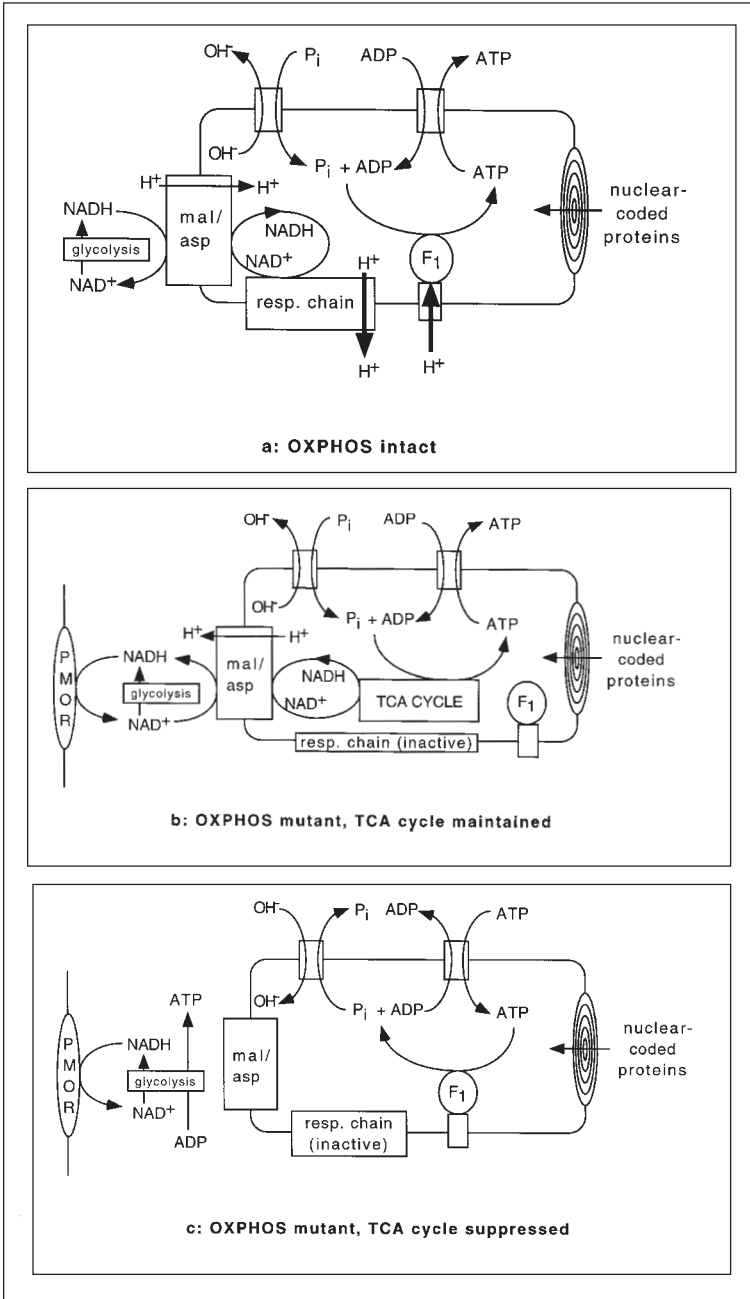 OH⁻ Pᵢ ADP ATP
OH⁻ Pᵢ + ADP ATP
H⁺ H⁺
NADH mal/ nuclear-
glycolysis asp NADH coded
NAD⁺ NAD⁺ H⁺ F₁ proteins
resp. chain
H⁺ H⁺
a: OXPHOS intact
OH⁻ Pᵢ ADP ATP
OH⁻ Pᵢ + ADP ATP
H⁺ H⁺
PMOR NADH mal/ NADH nuclear-
glycolysis asp NAD⁺ TCA CYCLE F₁ coded
NAD⁺ proteins
resp. chain (inactive)
b: OXPHOS mutant, TCA cycle maintained
OH⁻ Pᵢ ADP ATP
ATP OH⁻ Pᵢ + ADP ATP
PMOR NADH mal/ nuclear-
glycolysis asp F₁ coded
NAD⁺ proteins
ADP resp. chain
(inactive)
c: OXPHOS mutant, TCA cycle suppressed